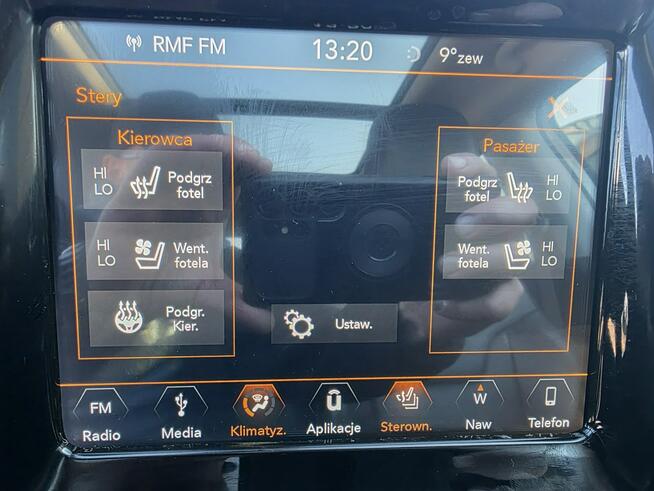 RMF FM 13:20 9°zew
Stery X
Kierowca
HI
LO
Podgrz
fotel
HI
LO
Went.
fotela
Podgr.
Kier.
Ustaw.
Pasażer
Podgrz
fotel
HI
LO
Went.
fotela
HI
LO
FM
Radio
Media
Klimatyz.
Aplikacje
Sterown.
W
Naw
Telefon